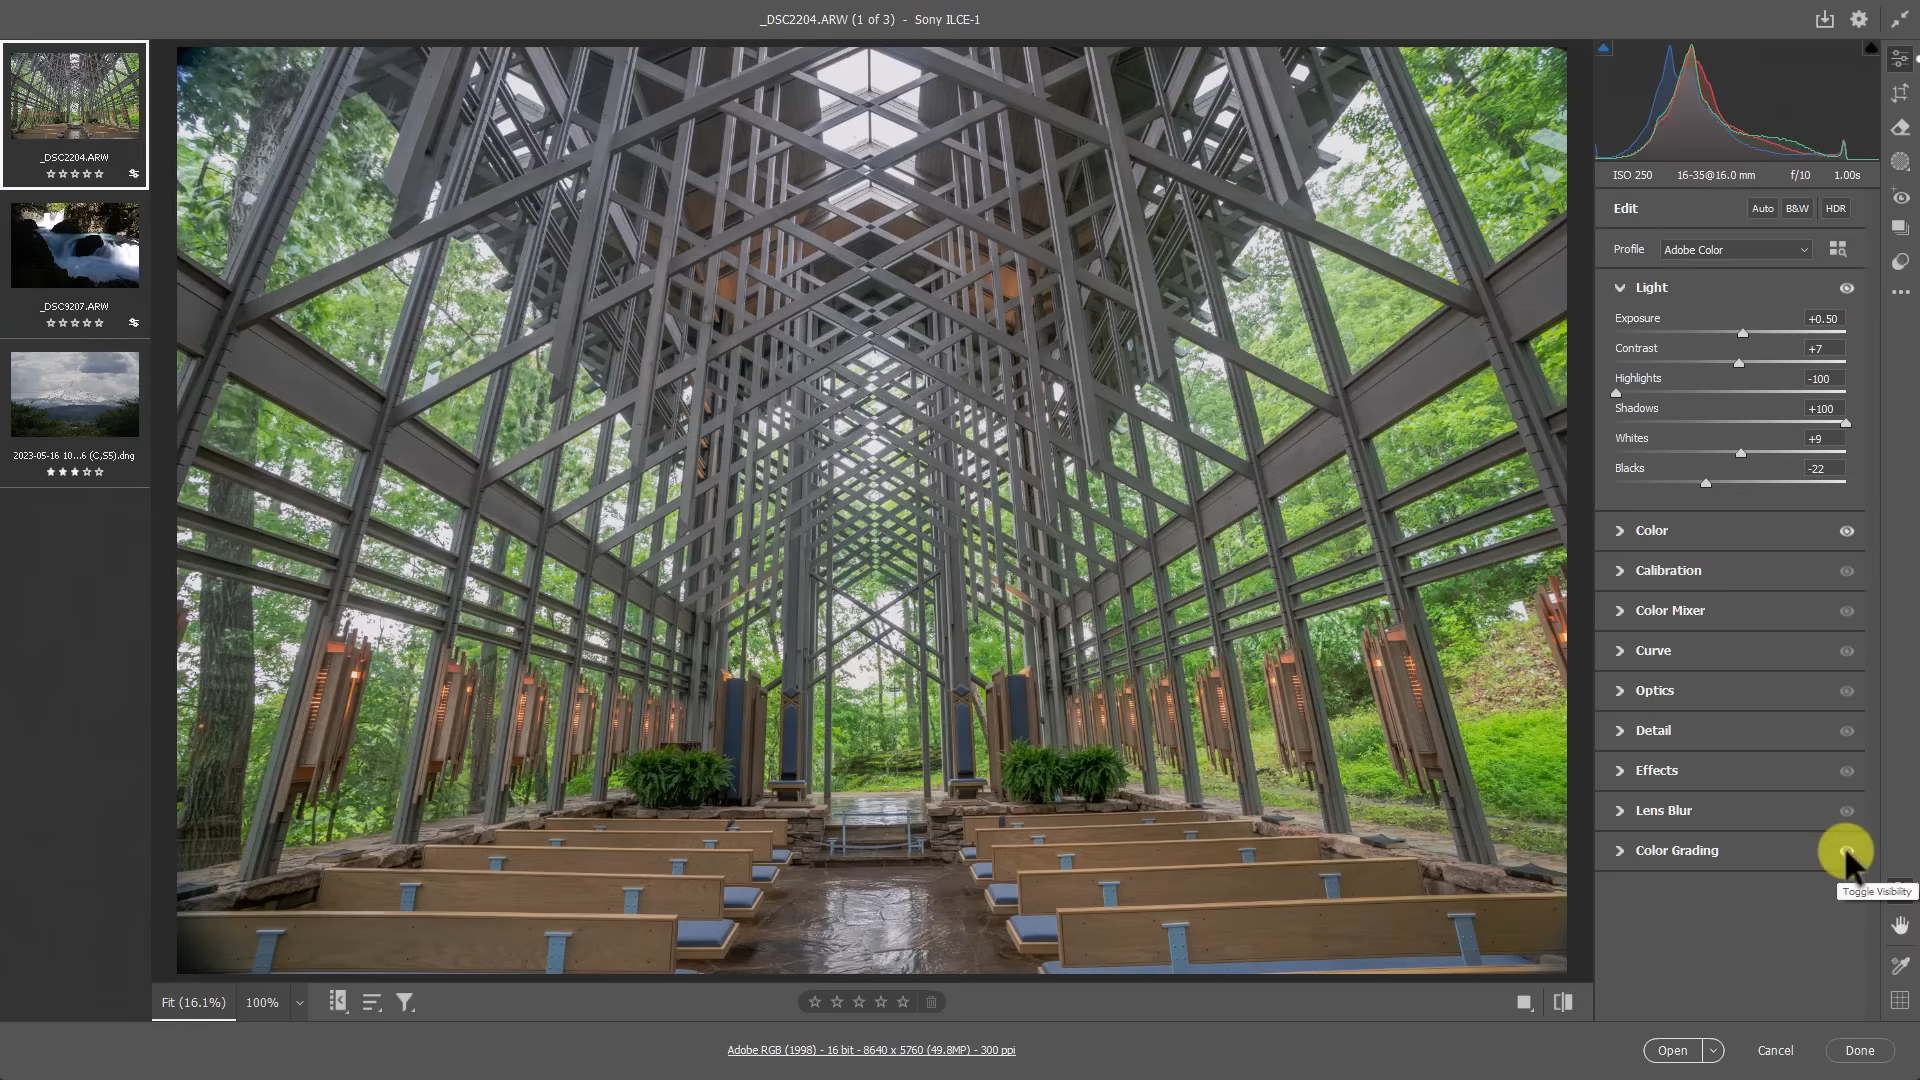 _DSC2204.ARW (1 of 3) - Sony ILCE-1
_DSC2204.ARW
_DSC9207.ARW
2023-05-16 10...6 (C,S5).dng
ISO 250 16-35@16.0 mm f/10 1.00s
Edit Auto B&W HDR
Profile Adobe Color
Light
Exposure +0.50
Contrast +7
Highlights -100
Shadows +100
Whites +9
Blacks -22
Color
Calibration
Color Mixer
Curve
Optics
Detail
Effects
Lens Blur
Color Grading
Toggle Visibility
Fit (16.1%) 100%
Adobe RGB (1998) - 16 bit - 8640 x 5760 (49.8MP) - 300 ppi
Open Cancel Done